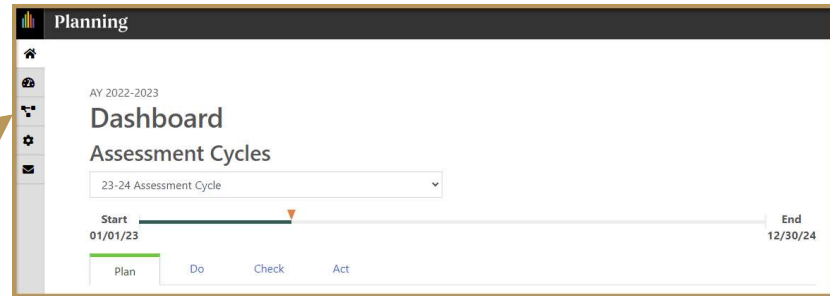 Planning
AY 2022-2023
Dashboard
Assessment Cycles
23-24 Assessment Cycle
Start End
01/01/23 12/30/24
Plan Do Check Act